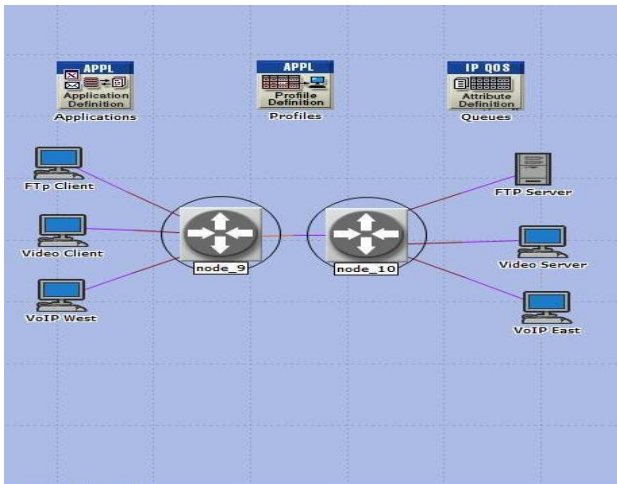 APPL
Application
Definition
Applications
APPL
Profile
Definition
Profiles
IP QOS
Attribute
Definition
Queues
FTp Client
FTP Server
Video Client
Video Server
VoIP West
VoIP East
node_9
node_10